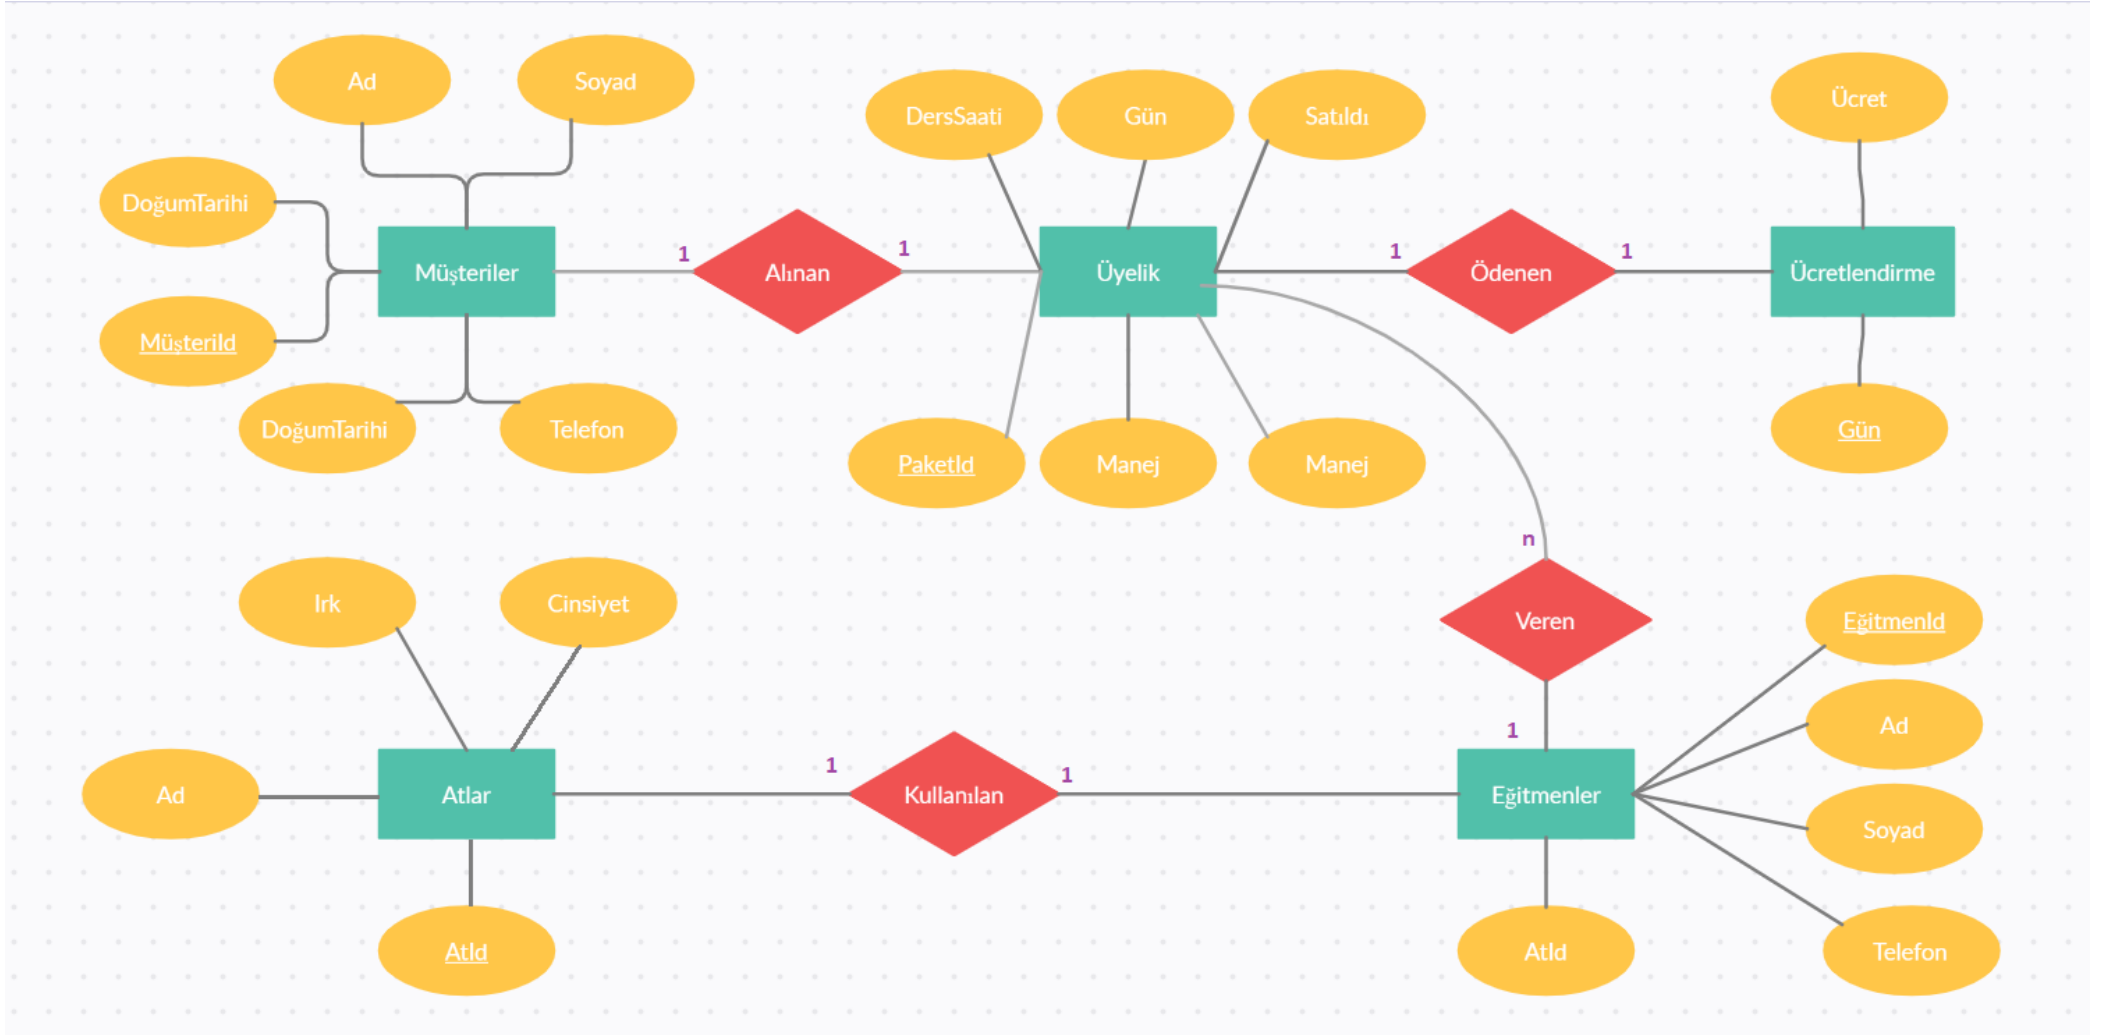 Ad
Soyad
DersSaati
Gün
Satıldı
Ücret
DoğumTarihi
Müşteriler
1
Alınan
1
Üyelik
1
Ödenen
1
Ücretlendirme
MüşteriId
DoğumTarihi
Telefon
PaketId
Manej
Manej
Gün
n
Irk
Cinsiyet
Veren
EğitmenId
Ad
1
Ad
Atlar
1
Kullanılan
1
Eğitmenler
Soyad
AtId
AtId
Telefon